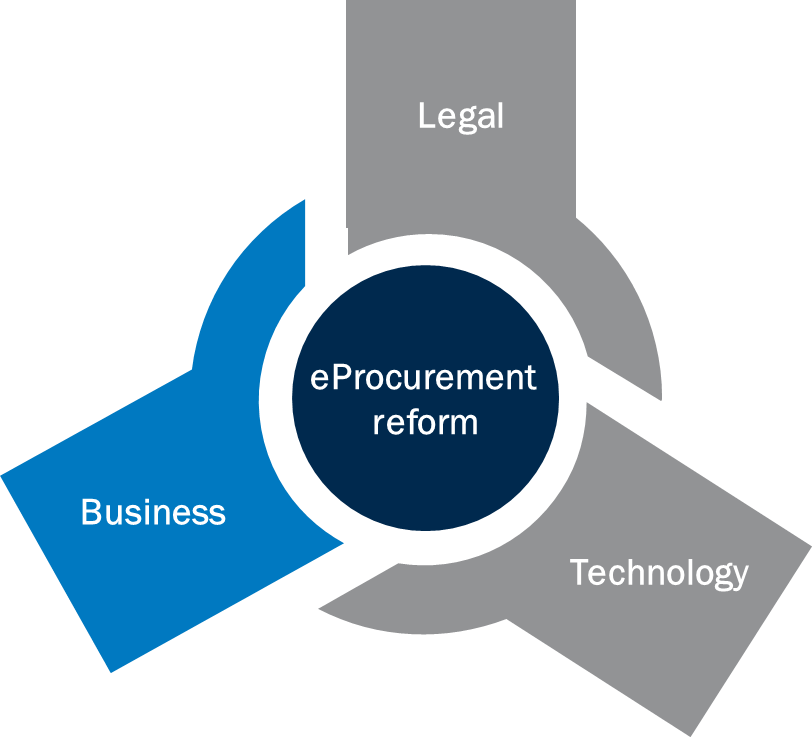 Legal
eProcurement
reform
Business
Technology